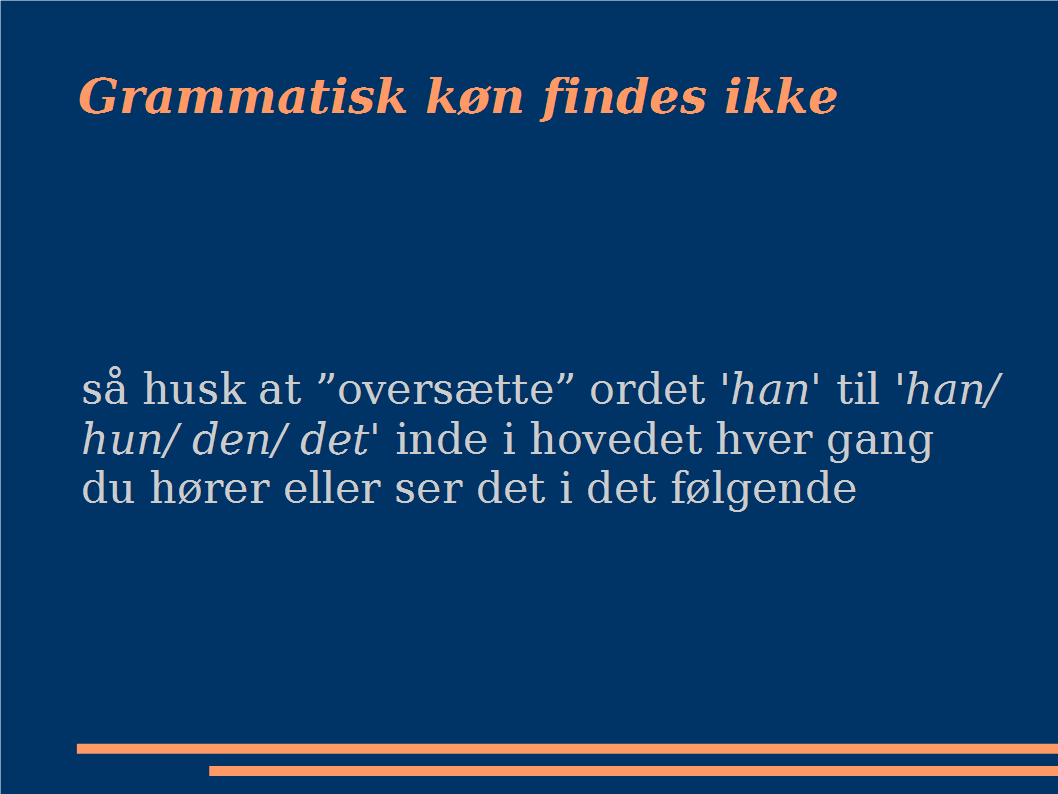 Grammatisk køn findes ikke
så husk at ”oversætte” ordet 'han' til 'han/
hun/ den/ det' inde i hovedet hver gang
du hører eller ser det i det følgende